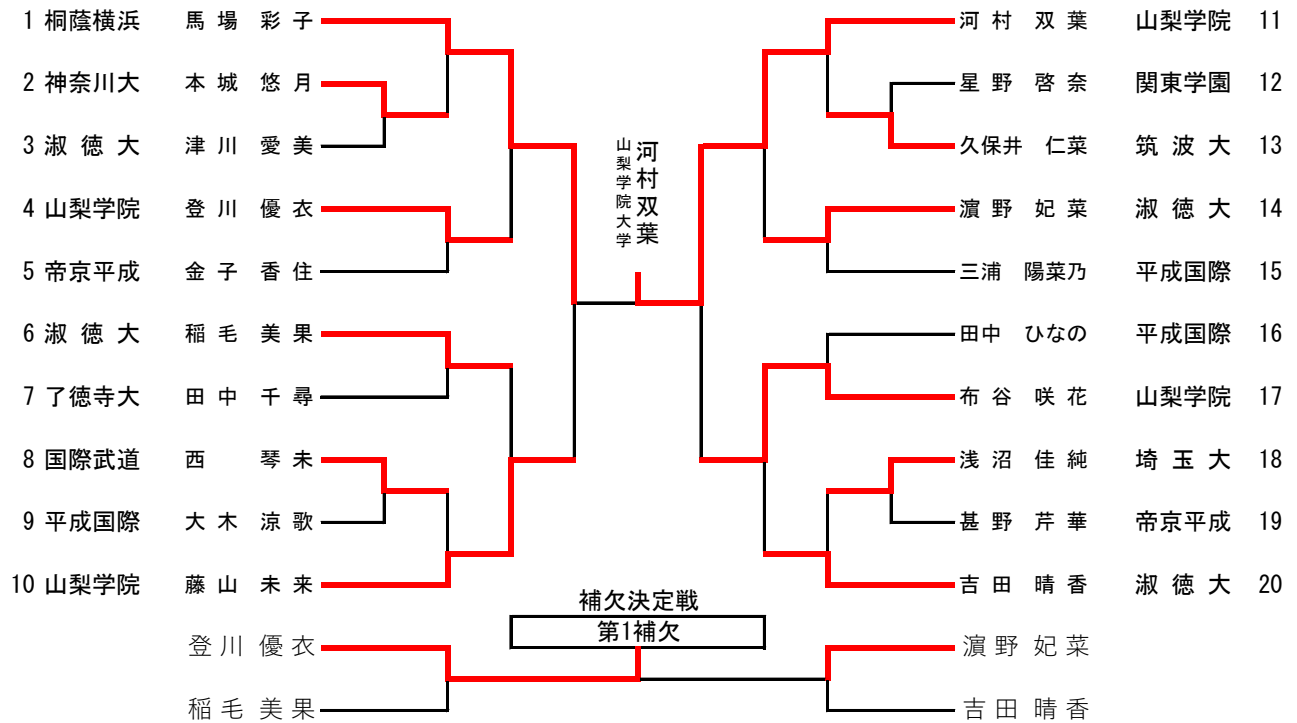 1 桐蔭横浜 馬場 彩子
2 神奈川大 本城 悠月
3 淑徳大 津川 愛美
4 山梨学院 登川 優衣
5 帝京平成 金子 香住
6 淑徳大 稲毛 美果
7 了徳寺大 田中 千尋
8 国際武道 西 琴未
9 平成国際 大木 涼歌
10 山梨学院 藤山 未来
河村双葉
山梨学院大学
河村 双葉 山梨学院 11
星野 啓奈 関東学園 12
久保井 仁菜 筑波大 13
濵野 妃菜 淑徳大 14
三浦 陽菜乃 平成国際 15
田中 ひなの 平成国際 16
布谷 咲花 山梨学院 17
浅沼 佳純 埼玉大 18
甚野 芹華 帝京平成 19
吉田 晴香 淑徳大 20
補欠決定戦
第1補欠
登川 優衣
稲毛 美果
濵野 妃菜
吉田 晴香